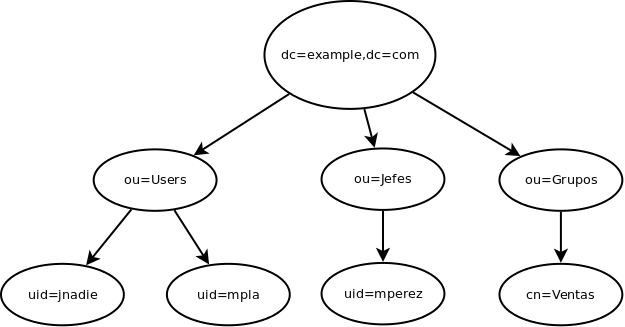 dc=example,dc=com
ou=Users
ou=Jefes
ou=Grupos
uid=jnadie
uid=mpla
uid=mperez
cn=Ventas